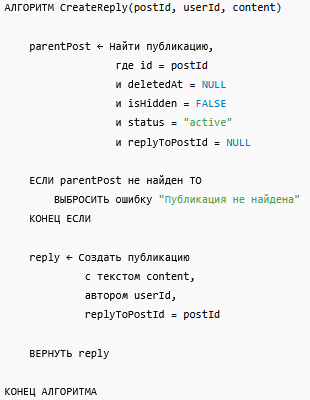 АЛГОРИТМ CreateReply(postId, userId, content)
parentPost ← Найти публикацию,
где id = postId
и deletedAt = NULL
и isHidden = FALSE
и status = "active"
и replyToPostId = NULL
ЕСЛИ parentPost не найден ТО
ВЫБРОСИТЬ ошибку "Публикация не найдена"
КОНЕЦ ЕСЛИ
reply ← Создать публикацию
с текстом content,
автором userId,
replyToPostId = postId
ВЕРНУТЬ reply
КОНЕЦ АЛГОРИТМА